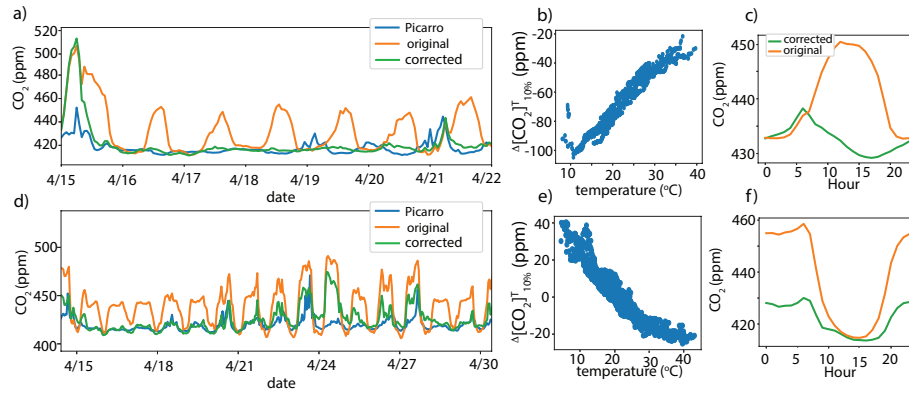 a)
Picarro
original
corrected
CO2 (ppm)
520
500
480
460
440
420
4/15
4/16
4/17
4/18
4/19
4/20
4/21
4/22
date
b)
Δ[CO2]T10% (ppm)
-20
-40
-60
-80
-100
10
20
30
40
temperature (°C)
c)
corrected
original
CO2(ppm)
450
440
430
0
10
20
Hour
d)
Picarro
original
corrected
CO2 (ppm)
500
450
400
4/15
4/18
4/21
4/24
4/27
4/30
date
e)
Δ[CO2]T10% (ppm)
40
20
0
-20
10
20
30
40
temperature (°C)
f)
CO2 (ppm)
460
440
420
0
10
20
Hour